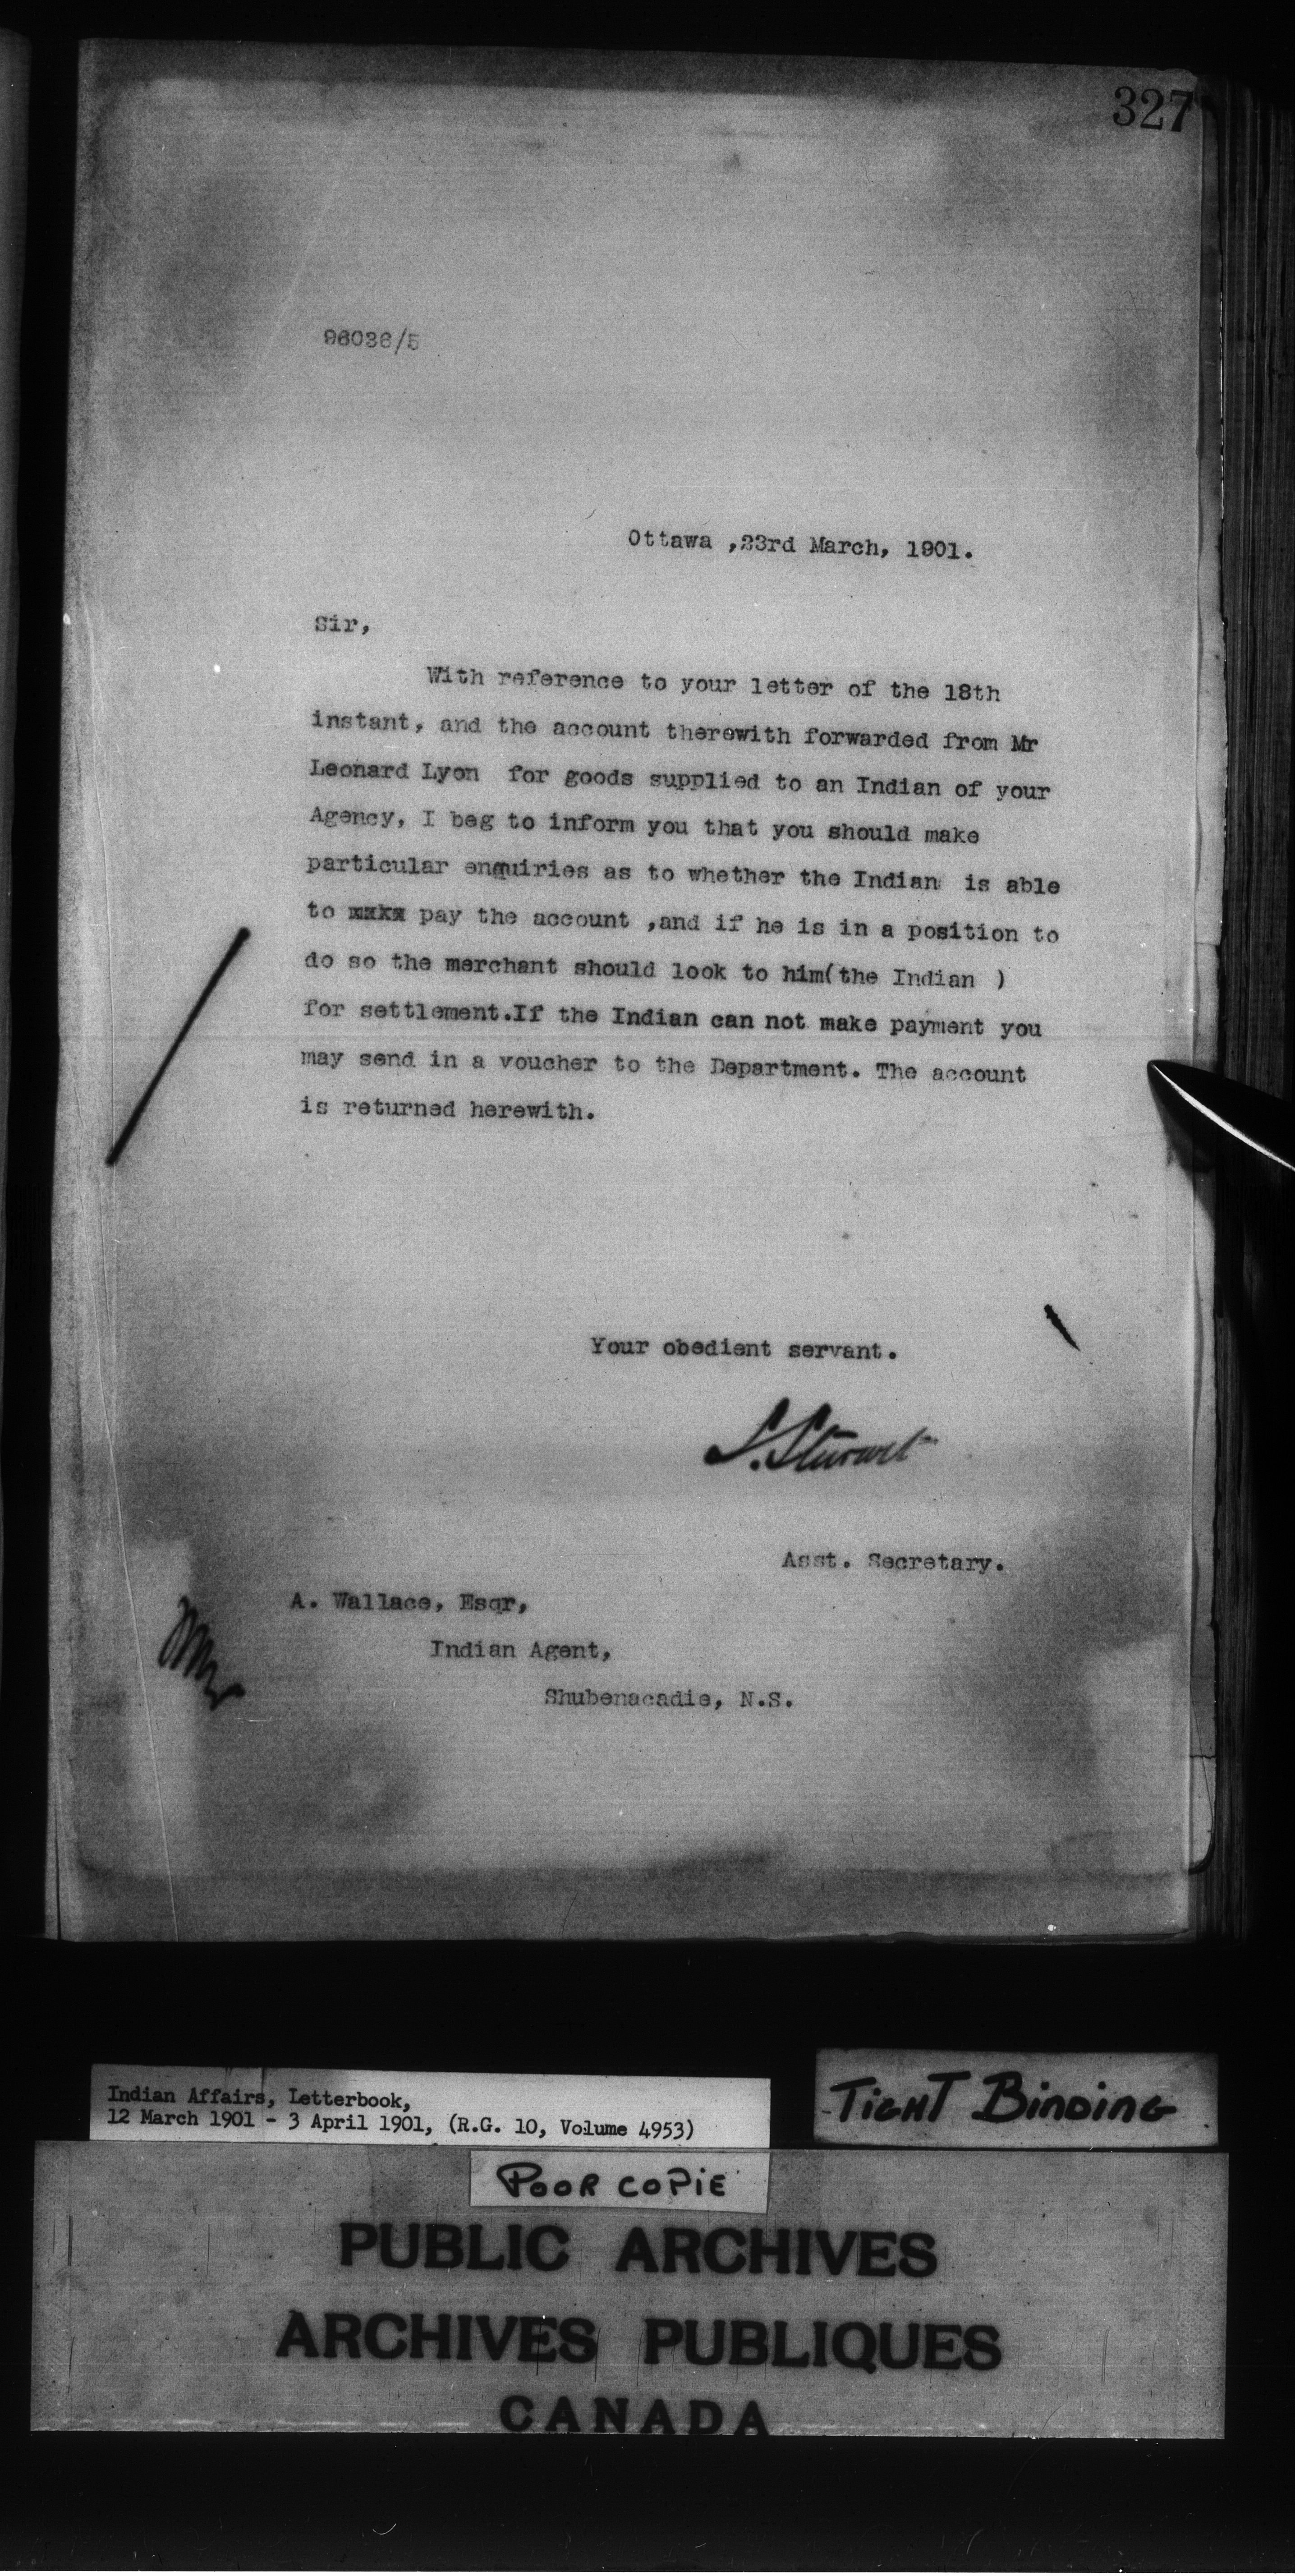 327
96036/5
Ottawa ,23rd March, 1901.
Sir,
With reference to your letter of the 18th
instant, and the account therewith forwarded from Mr
Leonard Lyon for goods supplied to an Indian of your
Agency, I beg to inform you that you should make
particular enquiries as to whether the Indian is able
to pay the account ,and if he is in a position to
do so the merchant should look to him(the Indian )
for settlement.If the Indian can not make payment you
may send in a voucher to the Department. The account
is returned herewith.
Your obedient servant.
S. Stewart
Asst. Secretary.
A. Wallace, Esqr,
Indian Agent,
Shubenacadie, N.S.
Indian Affairs, Letterbook,
12 March 1901 - 3 April 1901, (R.G. 10, Volume 4953)
TIGHT BINDING
POOR COPIE
PUBLIC ARCHIVES
ARCHIVES PUBLIQUES
CANADA